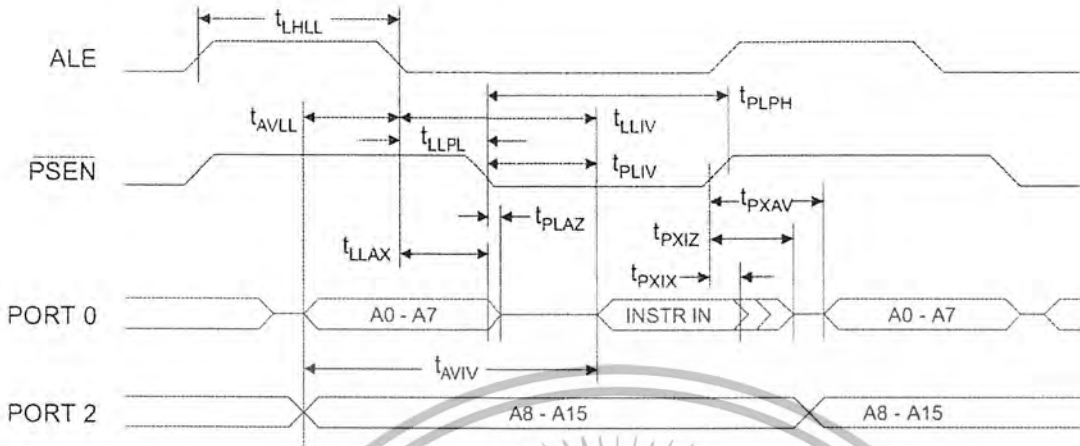 tLHLL
ALE
tPLPH
tAVLL
tLLIV
tLLPL
PSEN
tPLIV
tPXAV
tPLAZ
tPXIZ
tLLAX
tPXIX
PORT 0
A0 - A7
INSTR IN
A0 - A7
tAVIV
PORT 2
A8 - A15
A8 - A15